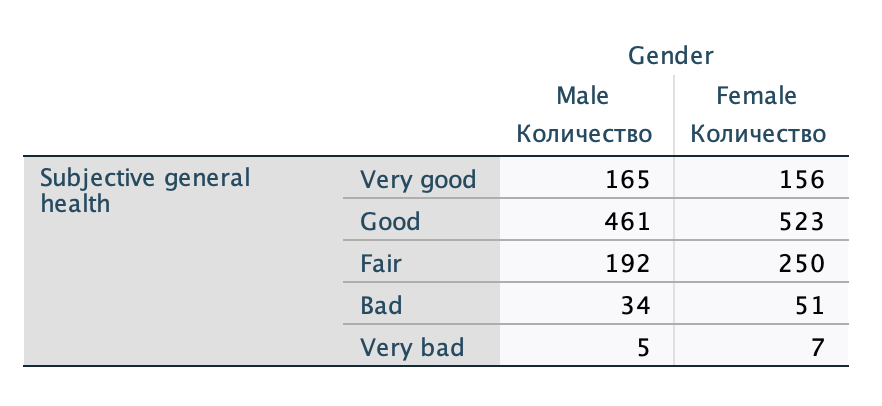 Gender
Male Female
Количество Количество
Subjective general health Very good 165 156
Good 461 523
Fair 192 250
Bad 34 51
Very bad 5 7